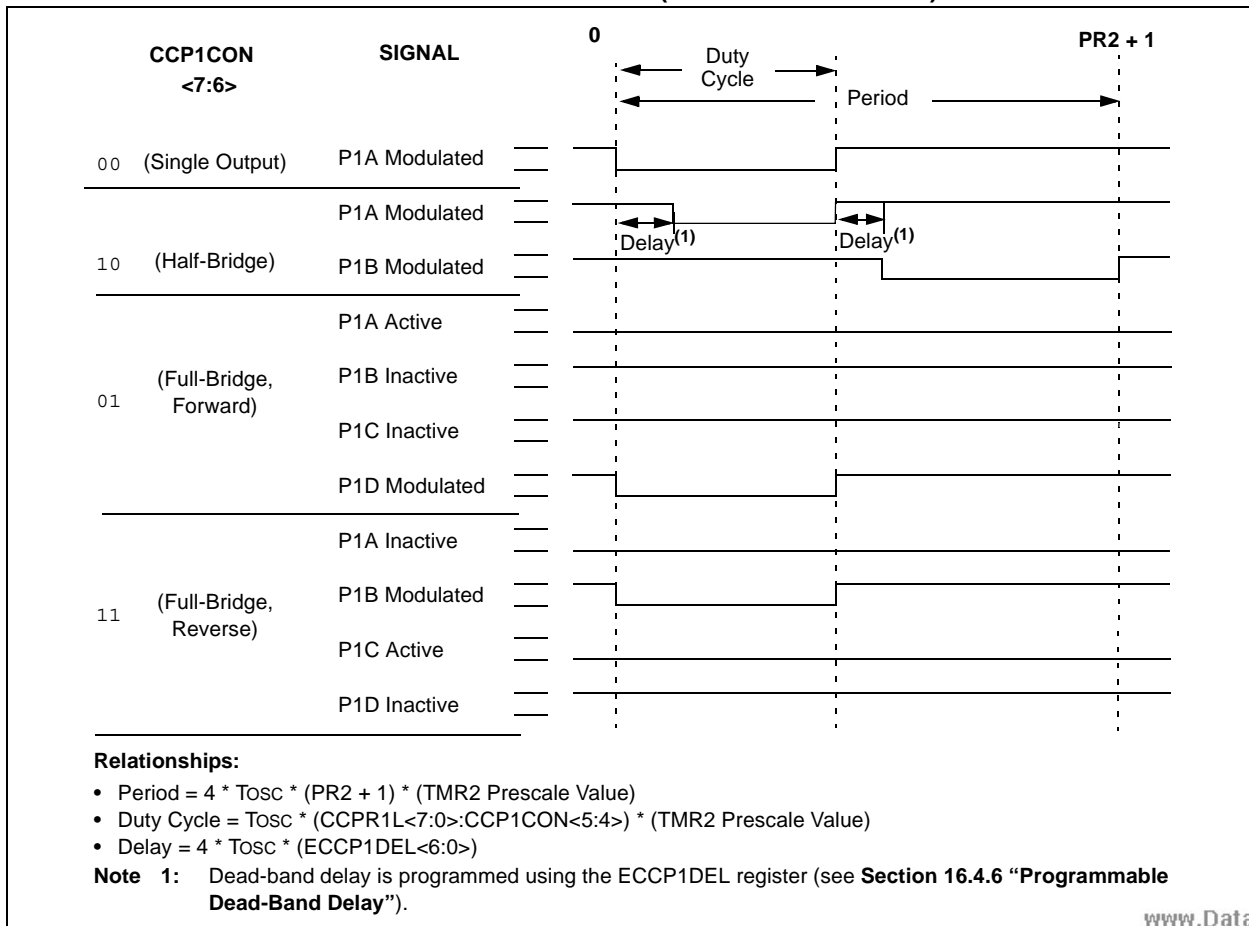 0
PR2 + 1
CCP1CON
<7:6>
SIGNAL
Duty
Cycle
Period
00 (Single Output) P1A Modulated
P1A Modulated
Delay(1) Delay(1)
10 (Half-Bridge) P1B Modulated
P1A Active
P1B Inactive
01 (Full-Bridge,
Forward)
P1C Inactive
P1D Modulated
P1A Inactive
P1B Modulated
11 (Full-Bridge,
Reverse)
P1C Active
P1D Inactive
Relationships:
• Period = 4 * TOSC * (PR2 + 1) * (TMR2 Prescale Value)
• Duty Cycle = TOSC * (CCPR1L<7:0>:CCP1CON<5:4>) * (TMR2 Prescale Value)
• Delay = 4 * TOSC * (ECCP1DEL<6:0>)
Note 1: Dead-band delay is programmed using the ECCP1DEL register (see Section 16.4.6 “Programmable
Dead-Band Delay”).
www.Data